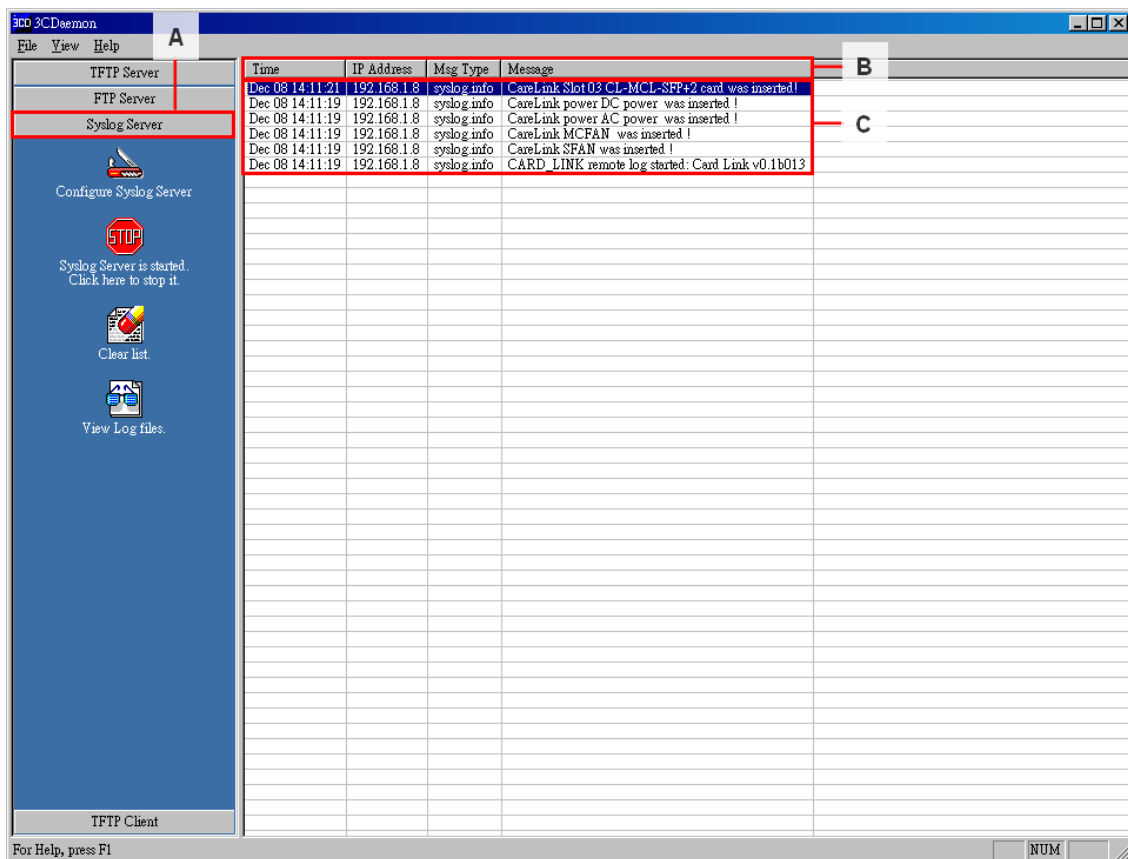 3CD 3CDaemon
File View Help
A
TFTP Server
FTP Server
Syslog Server
Configure Syslog Server
STOP
Syslog Server is started.
Click here to stop it.
Clear list.
View Log files.
TFTP Client
Time IP Address Msg Type Message
B
Dec 08 14:11:21 192.168.1.8 syslog.info CareLink Slot 03 CL-MCL-SFP+2 card was inserted!
Dec 08 14:11:19 192.168.1.8 syslog.info CareLink power DC power was inserted !
Dec 08 14:11:19 192.168.1.8 syslog.info CareLink power AC power was inserted !
C
Dec 08 14:11:19 192.168.1.8 syslog.info CareLink MCFAN was inserted !
Dec 08 14:11:19 192.168.1.8 syslog.info CareLink SFAN was inserted !
Dec 08 14:11:19 192.168.1.8 syslog.info CARD_LINK remote log started: Card Link v0.1b013
For Help, press F1
NUM